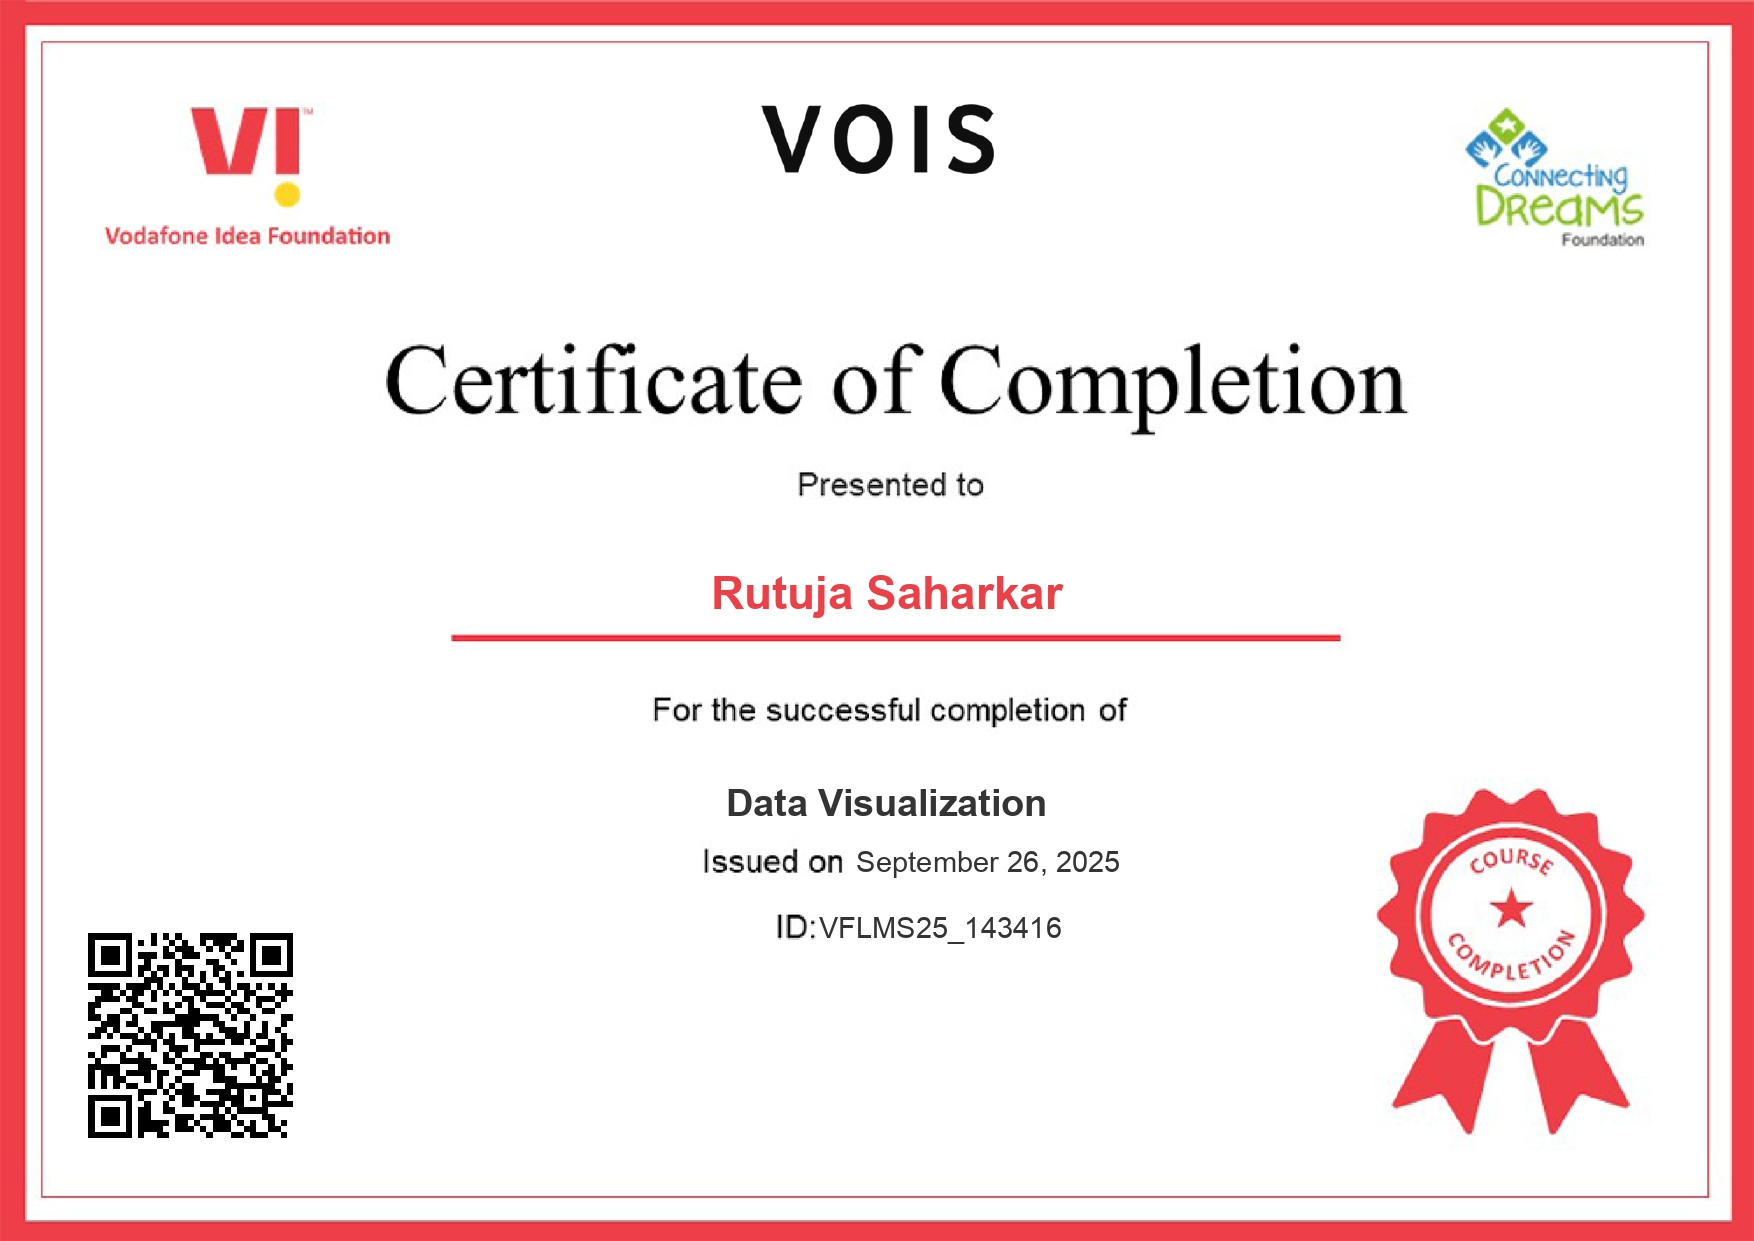 VI™
Vodafone Idea Foundation
VOIS
Connecting
Dreams
Foundation
Certificate of Completion
Presented to
Rutuja Saharkar
For the successful completion of
Data Visualization
Issued on September 26, 2025
ID:VFLMS25_143416
COURSE
COMPLETION